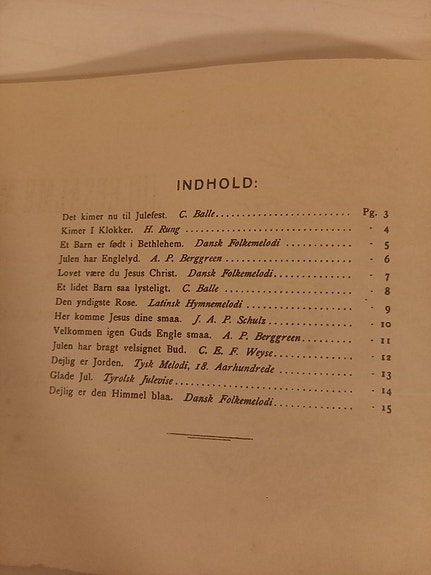 INDHOLD:
Det kimer nu til Julefest. C. Balle. Pg. 3
Kimer I Klokker. H. Rung - 4
Et Barn er født i Bethlehem. Dansk Folkemelodi - 5
Julen har Englelyd. A. P. Berggreen - 6
Lovet være du Jesus Christ. Dansk Folkemelodi - 7
Et lidet Barn saa lysteligt. C. Balle - 8
Den yndigste Rose. Latinsk Hymnemelodi - 9
Her komme Jesus dine smaa. J. A. P. Schulz - 10
Velkommen igen Guds Engle smaa. A. P. Berggreen - 11
Julen har bragt velsignet Bud. C. E. F. Weyse - 12
Dejlig er Jorden. Tysk Melodi, 18. Aarhundrede - 13
Glade Jul. Tyrolsk Julevise - 14
Dejlig er den Himmel blaa. Dansk Folkemelodi - 15